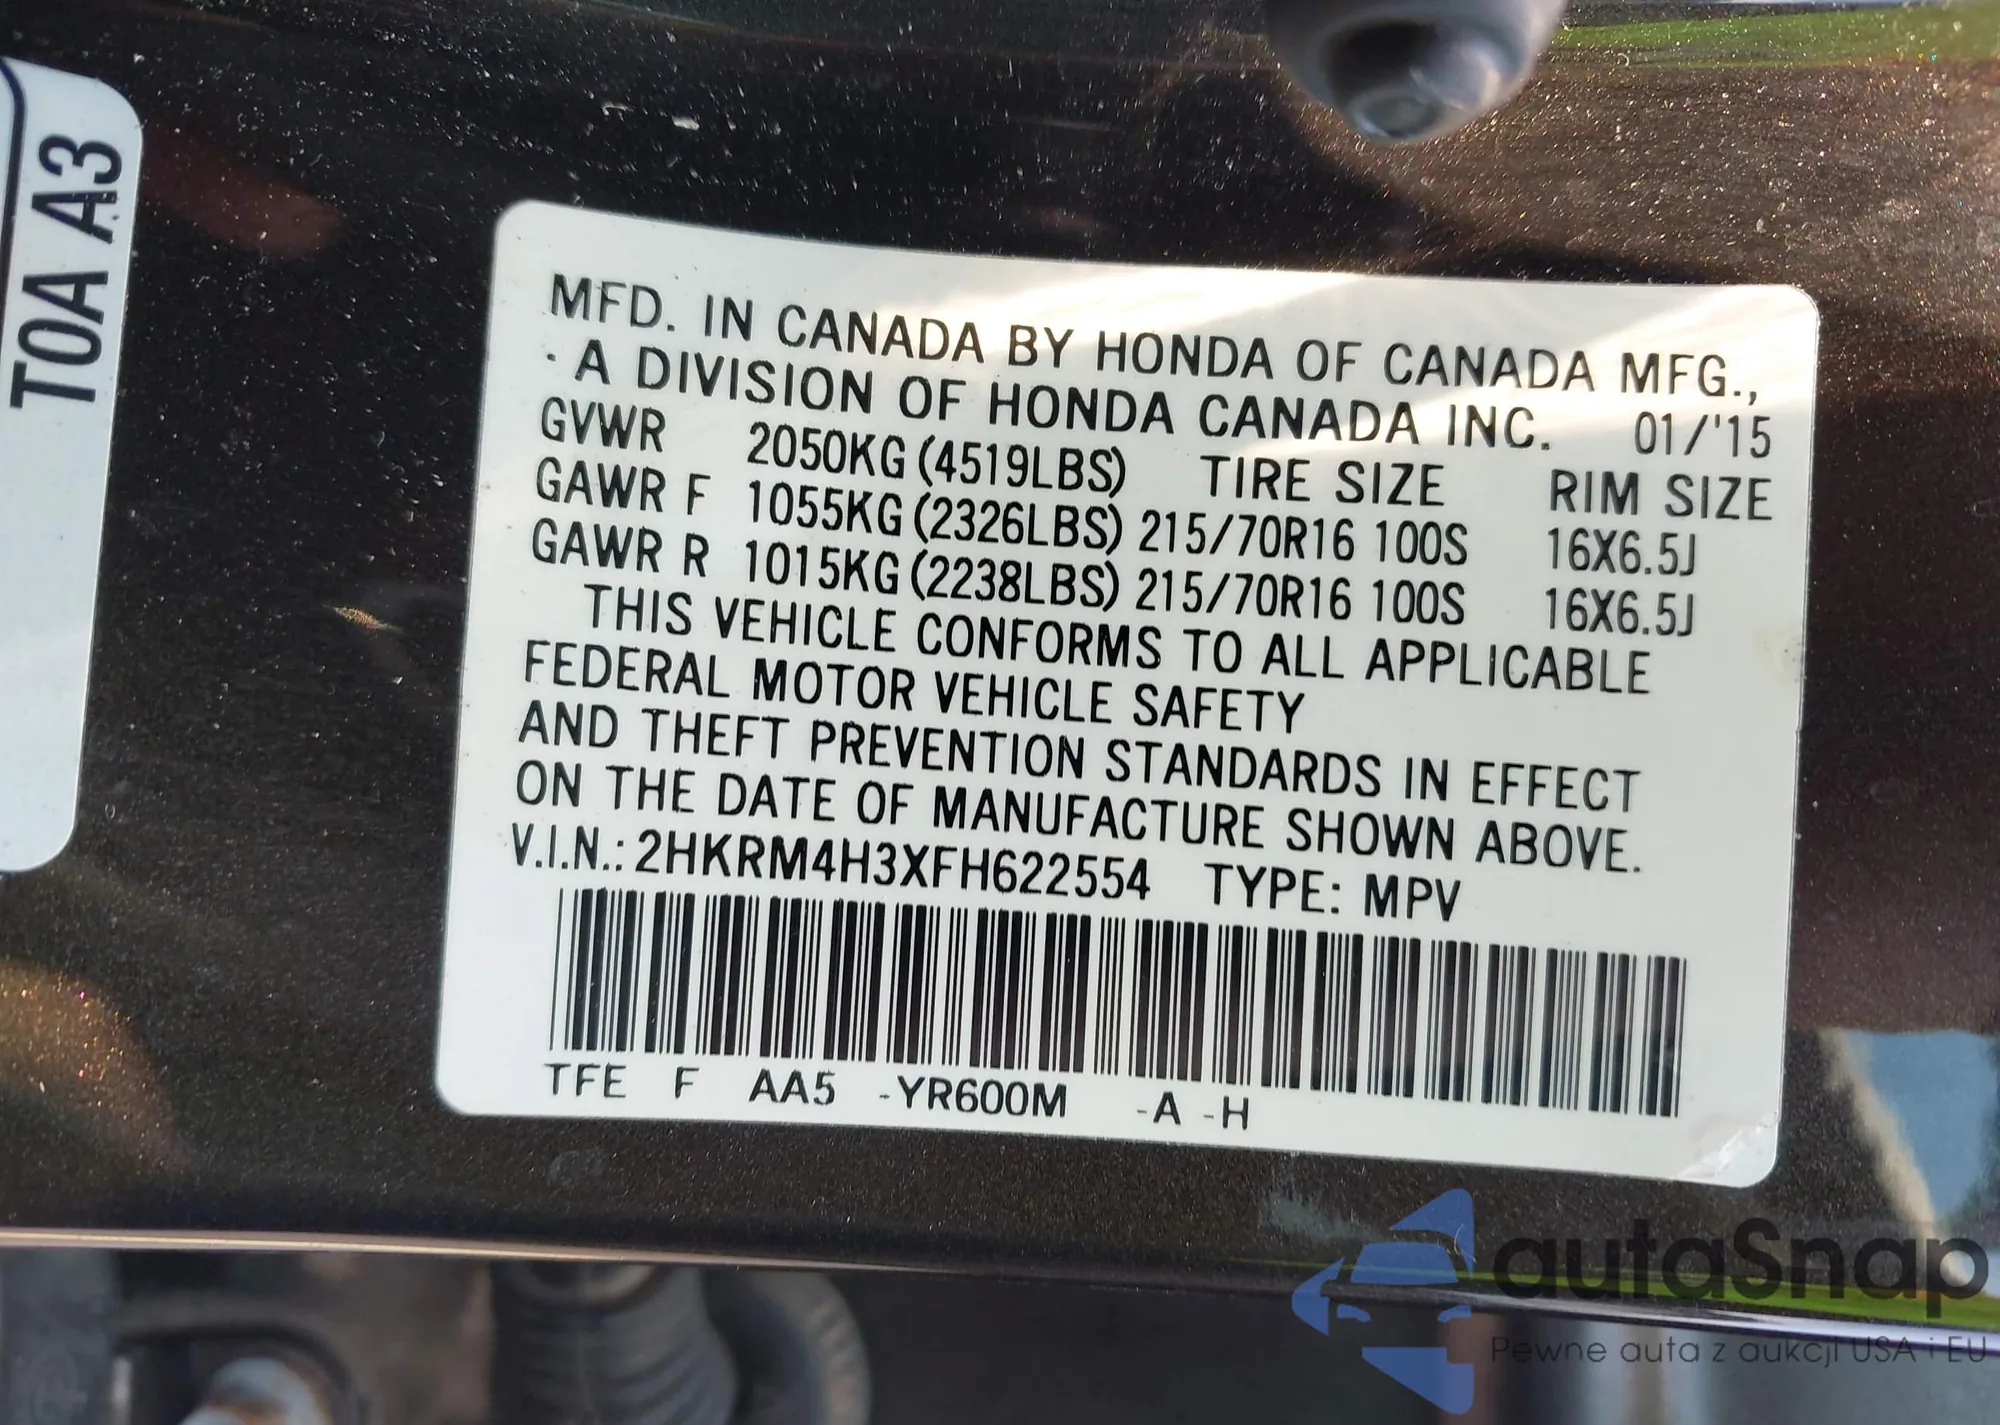 T0A A3
MFD. IN CANADA BY HONDA OF CANADA MFG.,
· A DIVISION OF HONDA CANADA INC. 01/'15
GVWR 2050KG (4519LBS) TIRE SIZE RIM SIZE
GAWR F 1055KG (2326LBS) 215/70R16 100S 16X6.5J
GAWR R 1015KG (2238LBS) 215/70R16 100S 16X6.5J
THIS VEHICLE CONFORMS TO ALL APPLICABLE
FEDERAL MOTOR VEHICLE SAFETY
AND THEFT PREVENTION STANDARDS IN EFFECT
ON THE DATE OF MANUFACTURE SHOWN ABOVE.
V.I.N.: 2HKRM4H3XFH622554 TYPE: MPV
TFE F AA5 -YR600M -A -H
autaSnap
Pewne auta z aukcji USA i EU